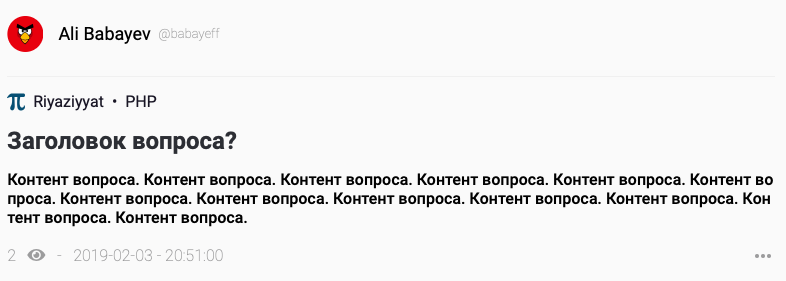 Ali Babayev @babayeff
Riyaziyyat • PHP
Заголовок вопроса?
Контент вопроса. Контент вопроса. Контент вопроса. Контент вопроса. Контент вопроса. Контент во
проса. Контент вопроса. Контент вопроса. Контент вопроса. Контент вопроса. Контент вопроса. Кон
тент вопроса. Контент вопроса.
2 - 2019-02-03 - 20:51:00